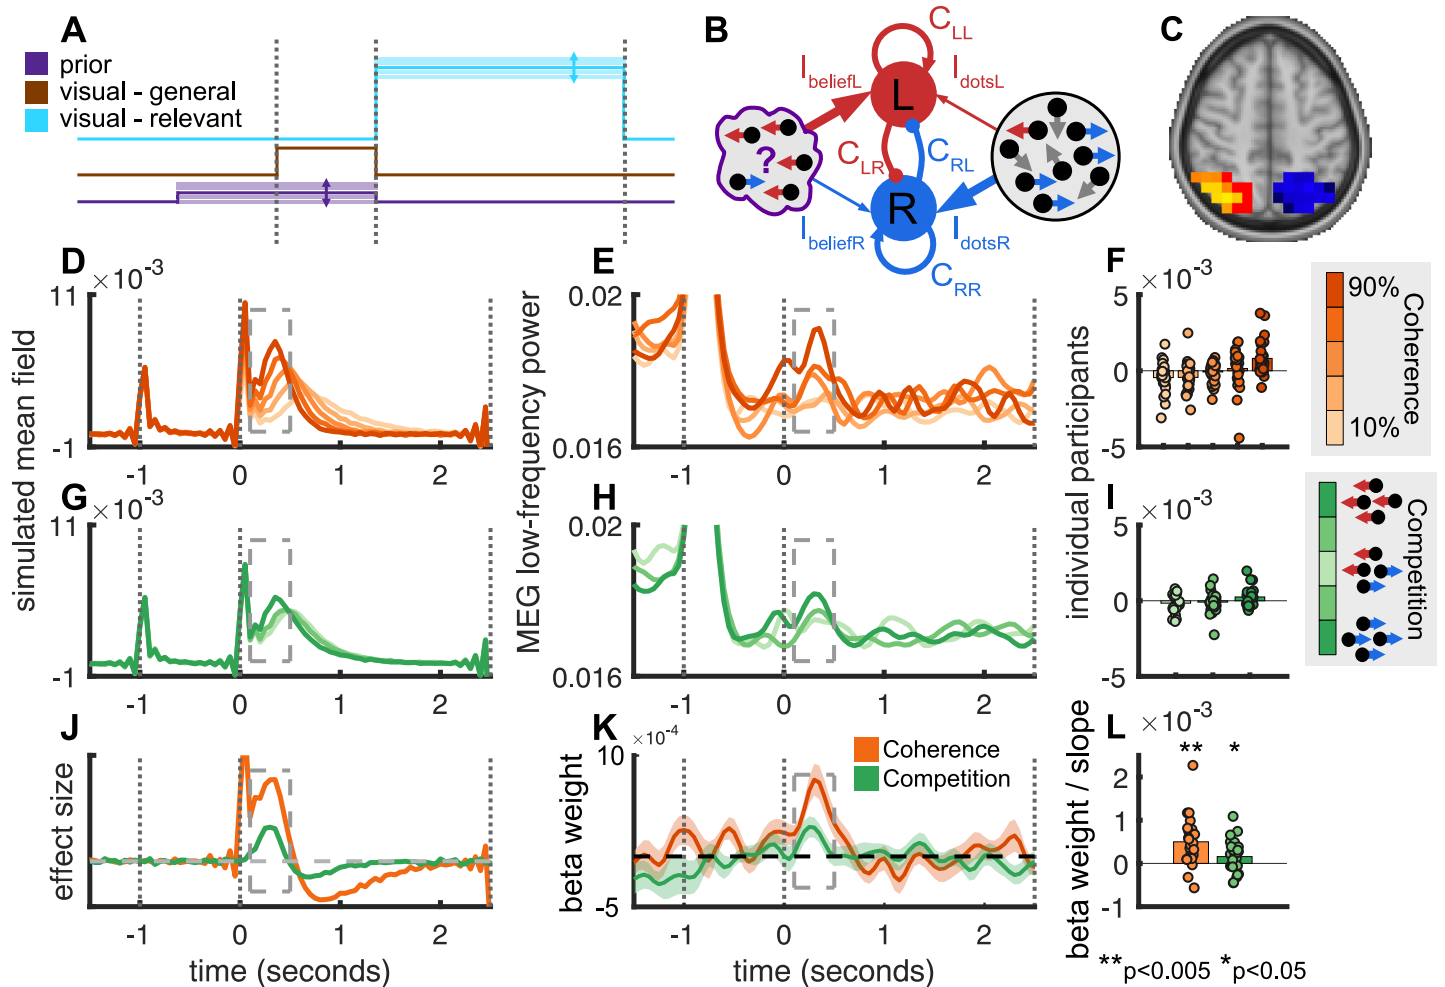 A
prior
visual - general
visual - relevant
B
C_LL
I_beliefL
I_dotsL
L
?
C_LR
C_RL
R
I_beliefR
I_dotsR
C_RR
C
D
×10^-3
11
-1
simulated mean field
-1 0 1 2
E
0.02
0.016
MEG low-frequency power
-1 0 1 2
F
×10^-3
5
0
-5
individual participants
90%
10%
Coherence
G
×10^-3
11
-1
-1 0 1 2
H
0.02
0.016
-1 0 1 2
I
×10^-3
5
0
-5
Competition
J
effect size
-1 0 1 2
time (seconds)
K
×10^-4
10
-5
beta weight
Coherence
Competition
-1 0 1 2
time (seconds)
L
×10^-3
2
1
0
-1
beta weight / slope
** *
**p<0.005 *p<0.05